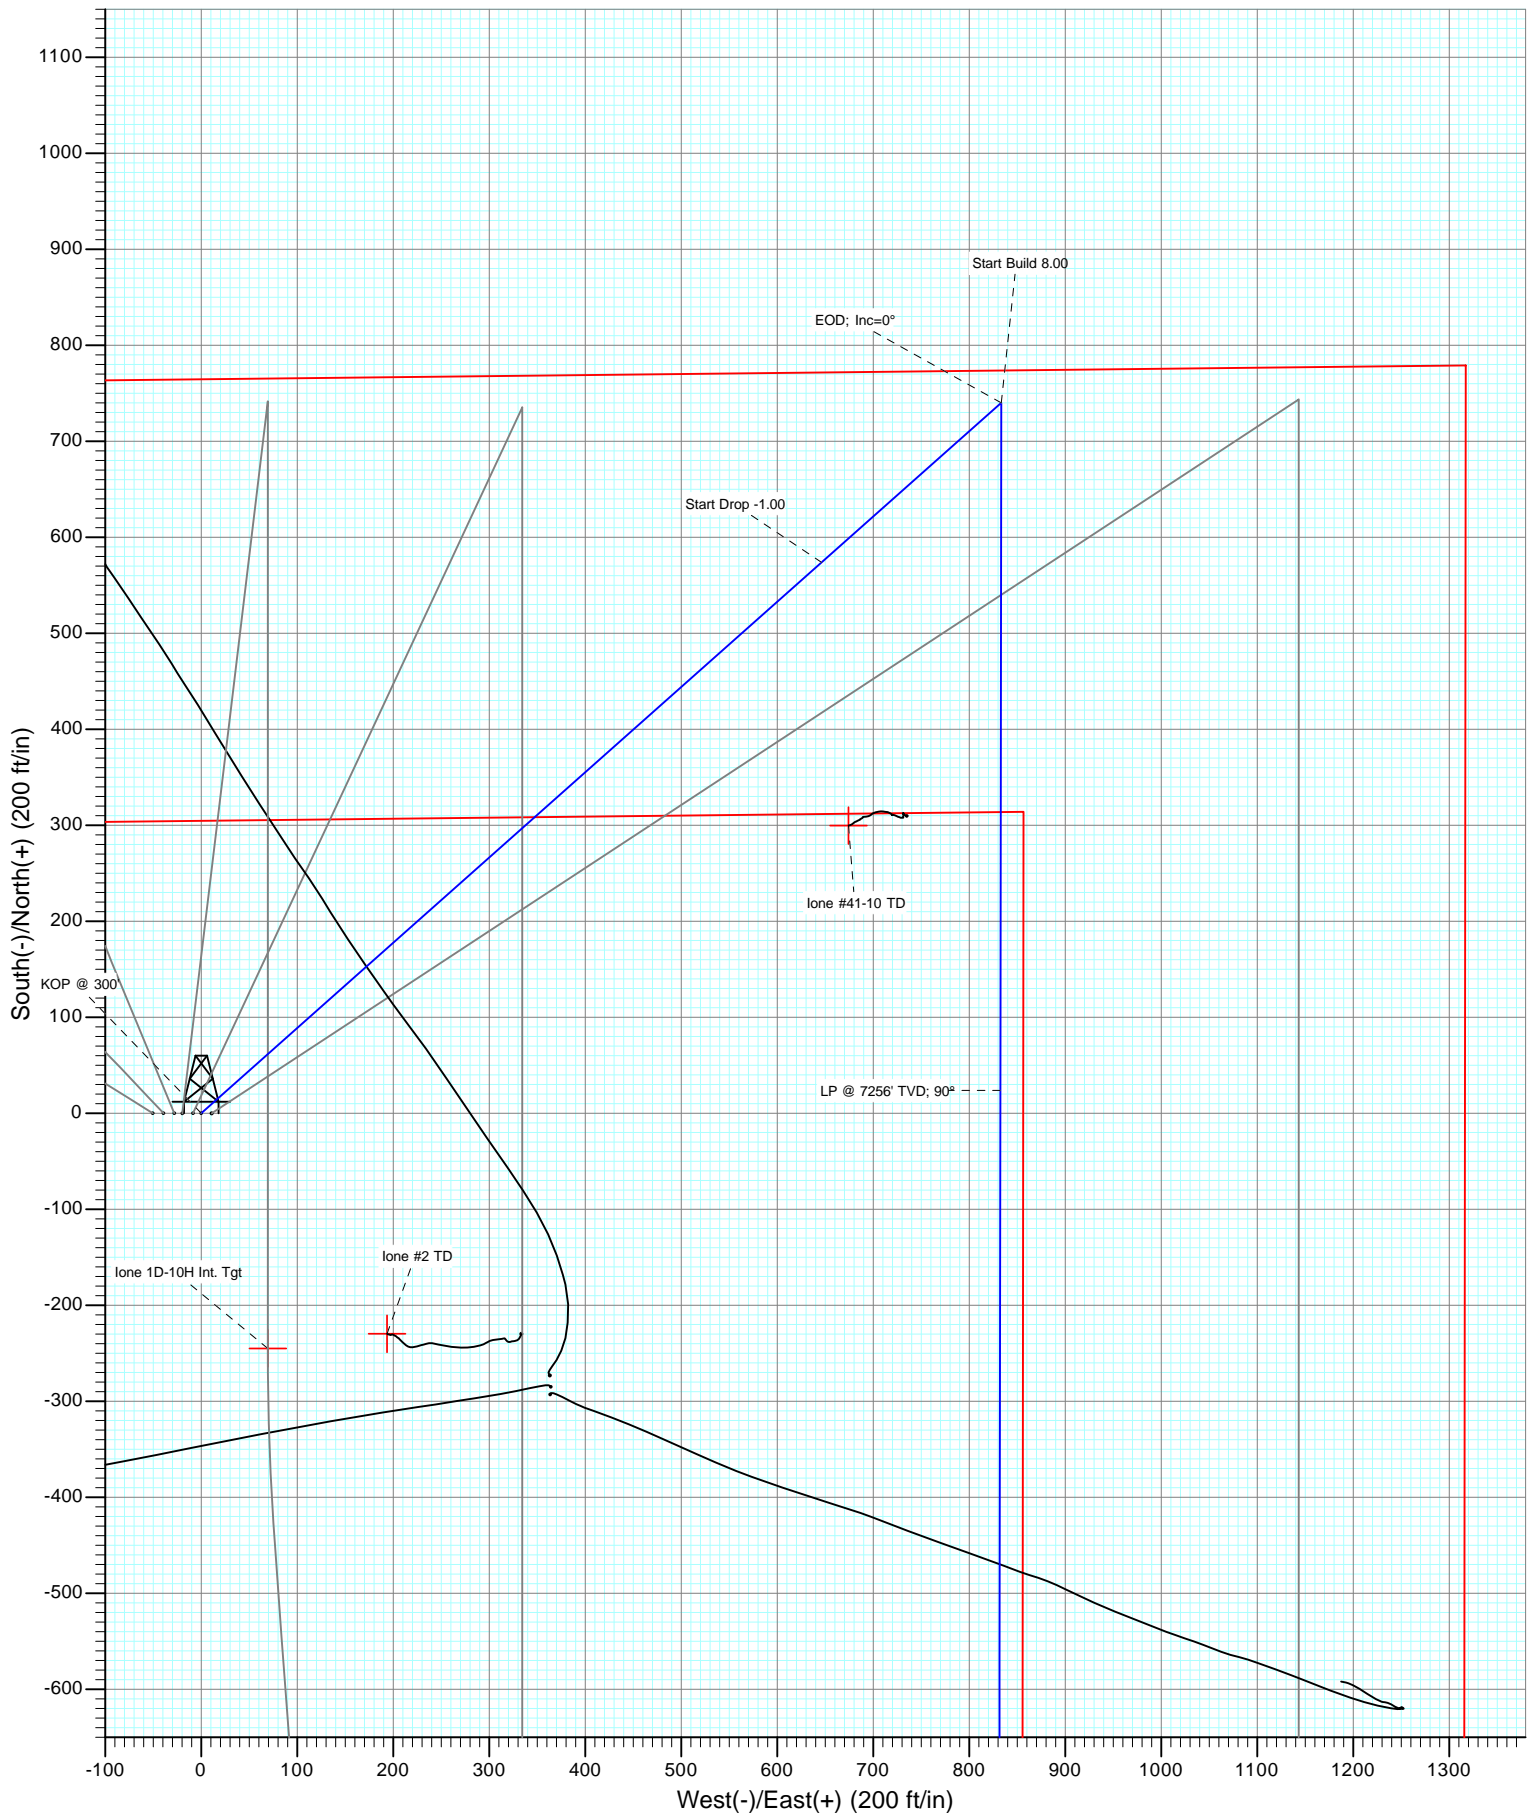 1100
1000
900
800
700
600
500
400
300
200
100
0
-100
-200
-300
-400
-500
-600
South(-)/North(+) (200 ft/in)
Start Build 8.00
EOD; Inc=0°
Start Drop -1.00
Ione #41-10 TD
KOP @ 300'
LP @ 7256' TVD; 90°
Ione #2 TD
Ione 1D-10H Int. Tgt
-100 0 100 200 300 400 500 600 700 800 900 1000 1100 1200 1300
West(-)/East(+) (200 ft/in)